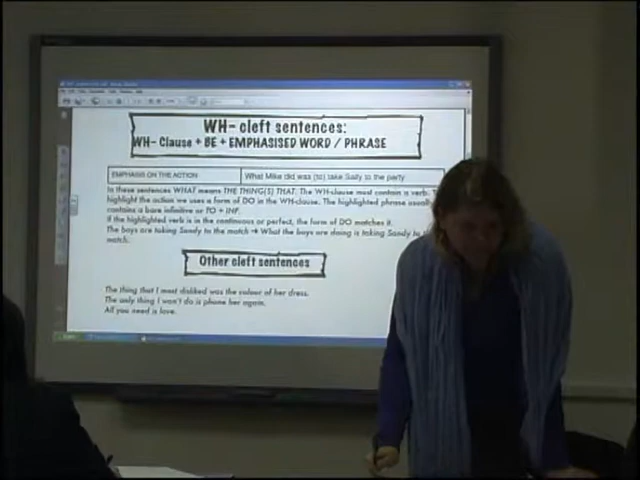 WH- cleft sentences:
WH- Clause + BE + EMPHASISED WORD / PHRASE
EMPHASIS ON THE ACTION What Mike did was (to) take Sally to the party
In these sentences WHAT means THE THING(S) THAT. The WH-clause must contain a verb. T
highlight the action we uses a form of DO in the WH-clause. The highlighted phrase usually
contains a bare infinitive or TO + INF.
If the highlighted verb is in the continuous or perfect, the form of DO matches it.
The boys are taking Sandy to the match → What the boys are doing is taking Sandy to
match.
Other cleft sentences
The thing that I most disliked was the colour of her dress.
The only thing I won't do is phone her again.
All you need is love.